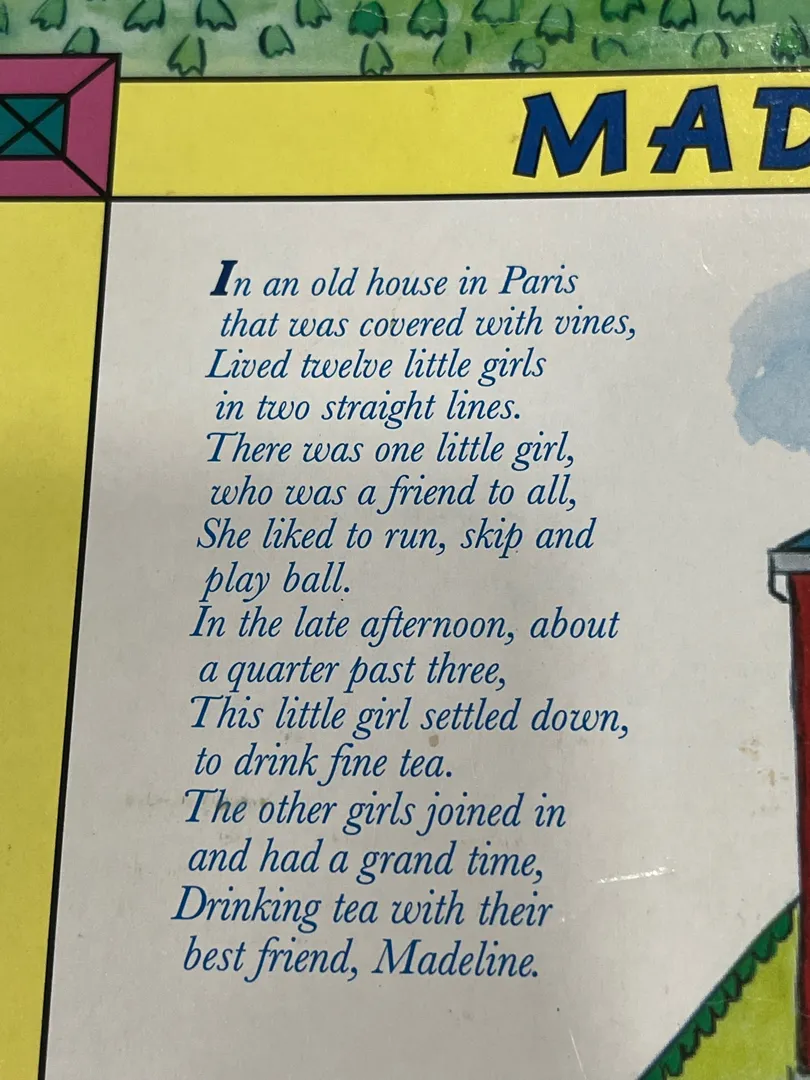 MAD
In an old house in Paris
that was covered with vines,
Lived twelve little girls
in two straight lines.
There was one little girl,
who was a friend to all,
She liked to run, skip and
play ball.
In the late afternoon, about
a quarter past three,
This little girl settled down,
to drink fine tea.
The other girls joined in
and had a grand time,
Drinking tea with their
best friend, Madeline.